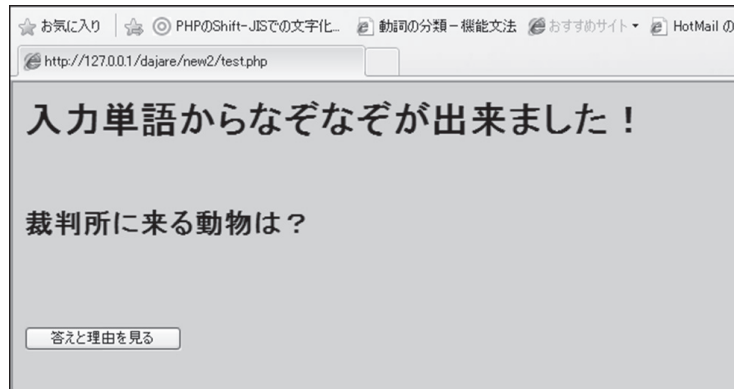 お気に入り PHPのShift-JISでの文字化... 動詞の分類－機能文法 おすすめサイト HotMail の
http://127.0.0.1/dajare/new2/test.php
入力単語からなぞなぞが出来ました！
裁判所に来る動物は？
答えと理由を見る